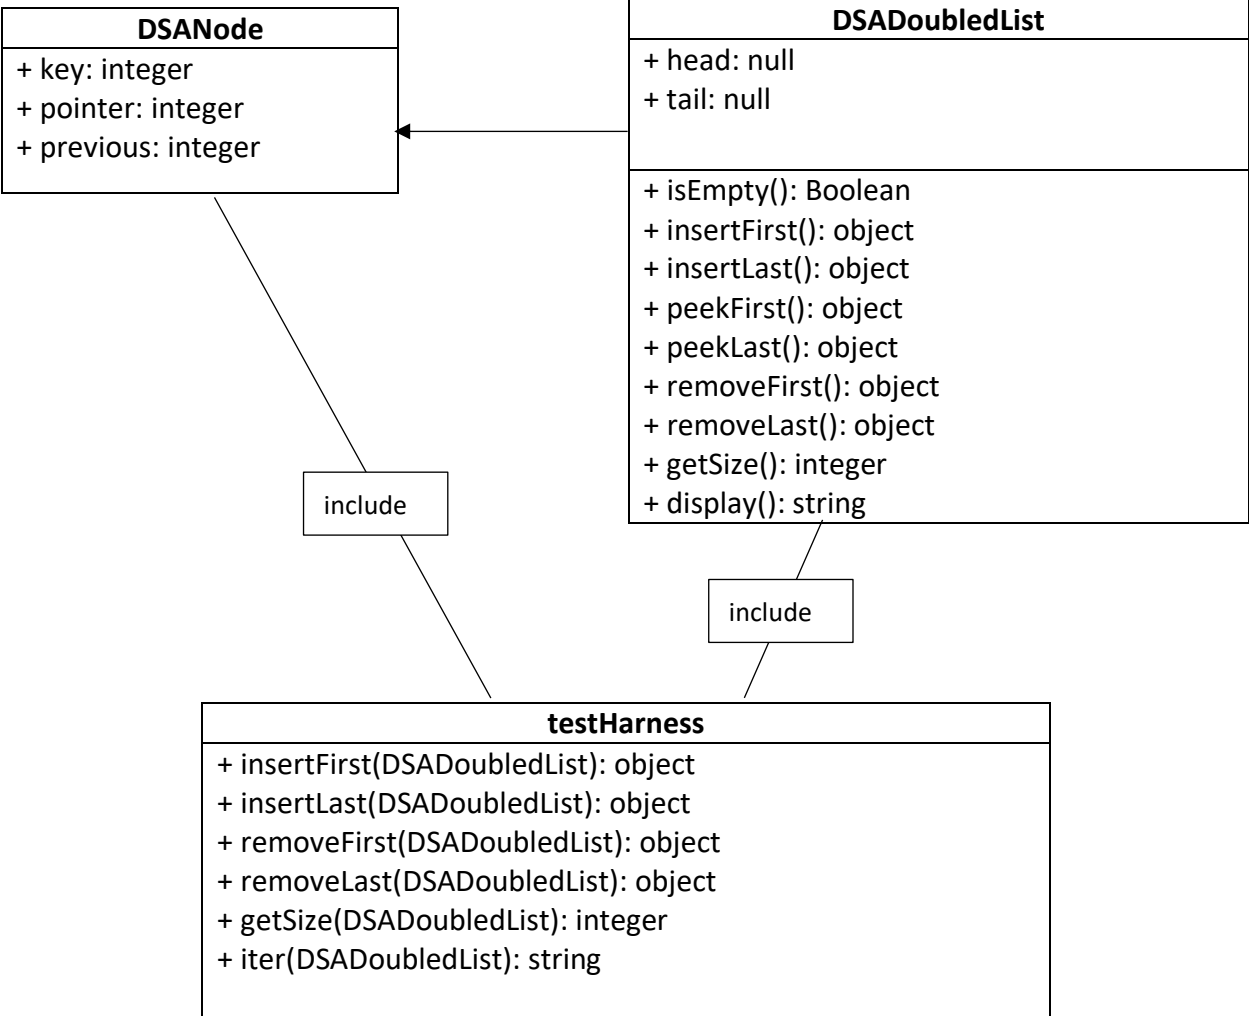 DSANode
+ key: integer
+ pointer: integer
+ previous: integer
DSADoubledList
+ head: null
+ tail: null
+ isEmpty(): Boolean
+ insertFirst(): object
+ insertLast(): object
+ peekFirst(): object
+ peekLast(): object
+ removeFirst(): object
+ removeLast(): object
+ getSize(): integer
+ display(): string
include
include
testHarness
+ insertFirst(DSADoubledList): object
+ insertLast(DSADoubledList): object
+ removeFirst(DSADoubledList): object
+ removeLast(DSADoubledList): object
+ getSize(DSADoubledList): integer
+ iter(DSADoubledList): string